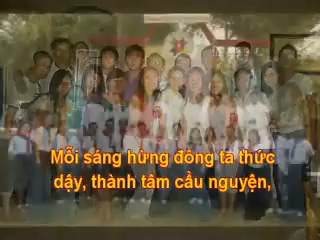 Mỗi sáng hừng đông ta thức
dậy, thành tâm cầu nguyện,